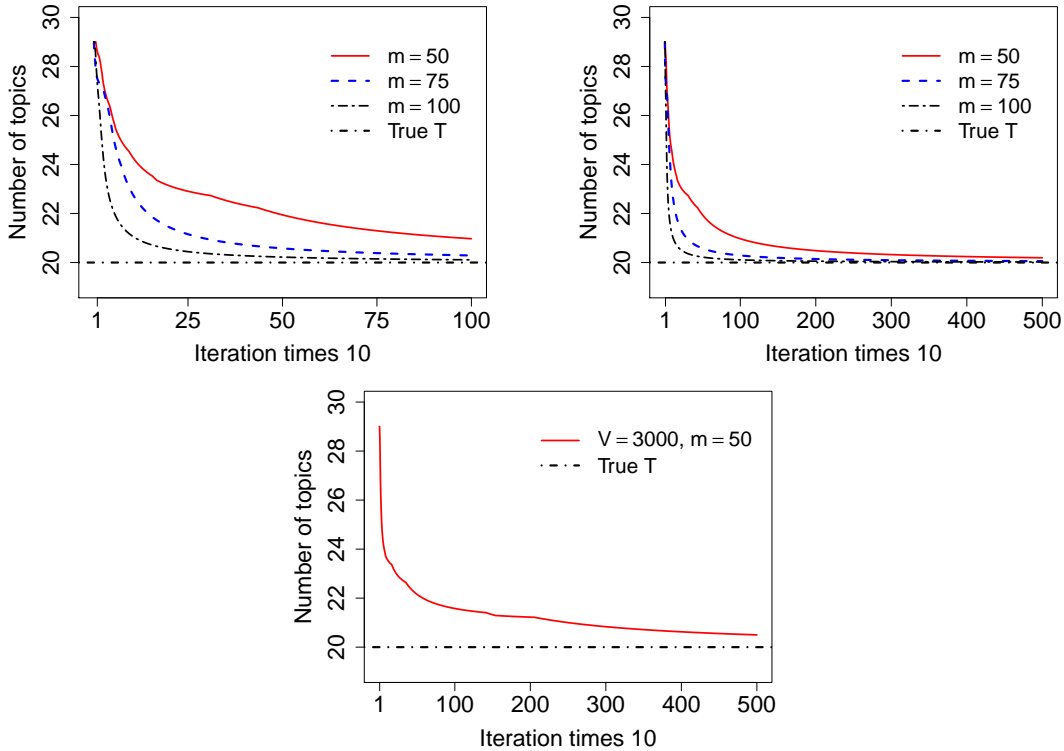 30
28
26
24
22
20
Number of topics
m = 50
m = 75
m = 100
True T
1 25 50 75 100
Iteration times 10
30
28
26
24
22
20
Number of topics
m = 50
m = 75
m = 100
True T
1 100 200 300 400 500
Iteration times 10
30
28
26
24
22
20
Number of topics
V = 3000, m = 50
True T
1 100 200 300 400 500
Iteration times 10